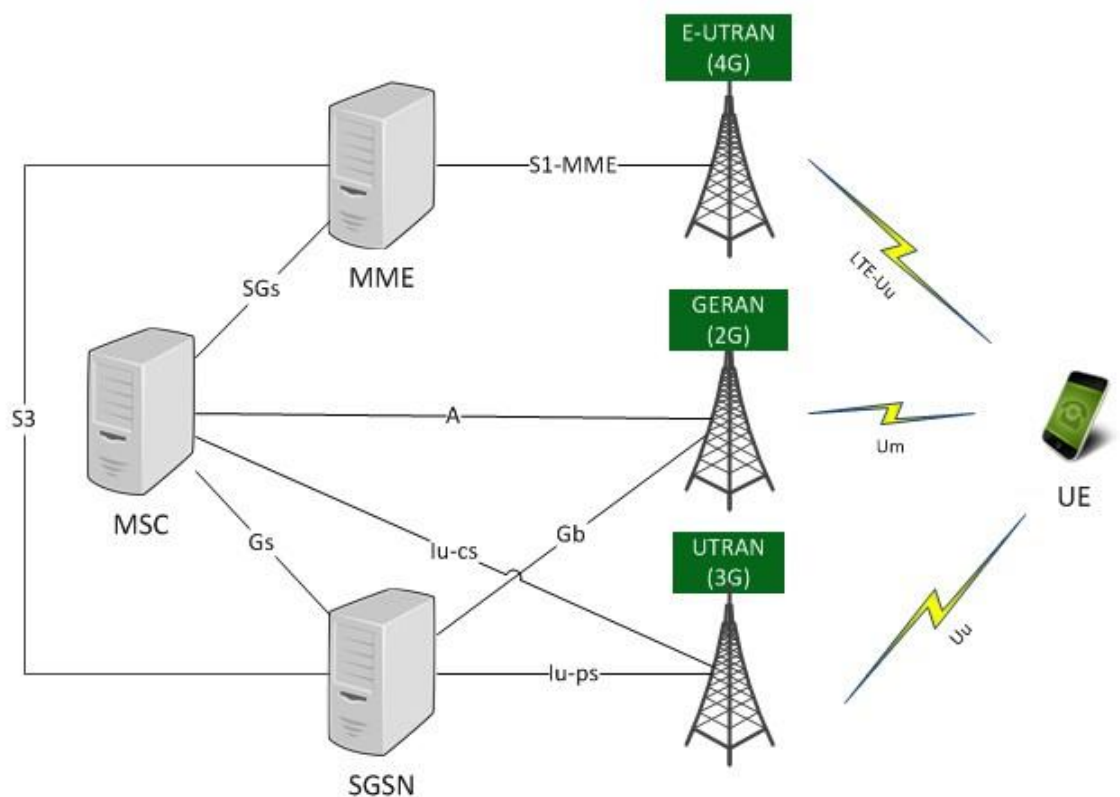 E-UTRAN
(4G)
S1-MME
MME
LTE-Uu
SGs
GERAN
(2G)
S3
A
Um
MSC
UE
Gs
Iu-cs
Gb
UTRAN
(3G)
Uu
Iu-ps
SGSN